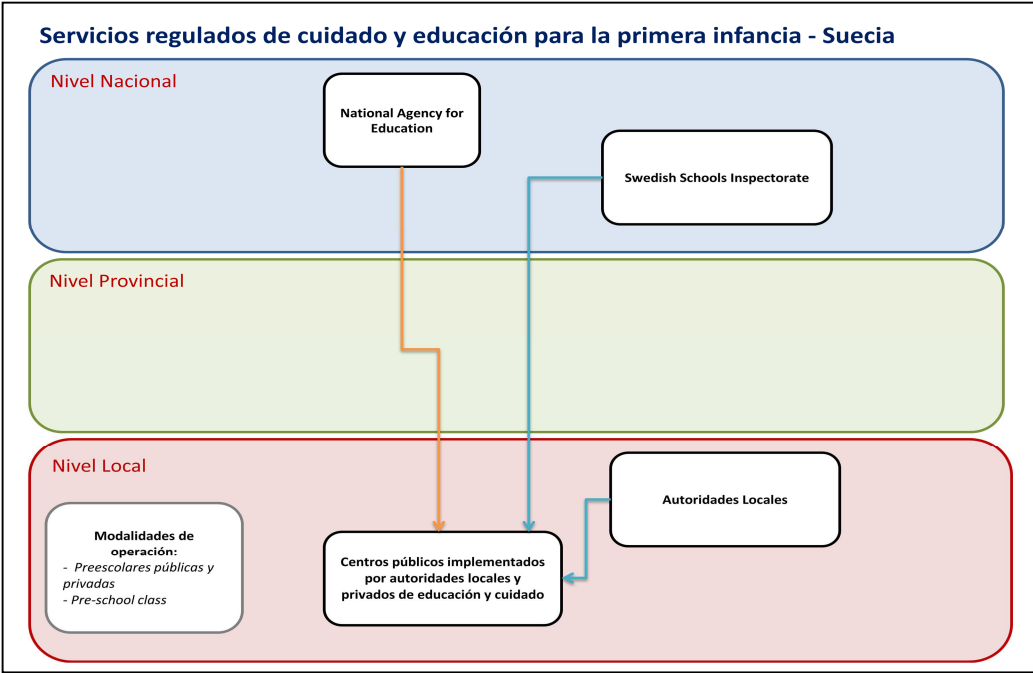 Servicios regulados de cuidado y educación para la primera infancia - Suecia
Nivel Nacional
National Agency for
Education
Swedish Schools Inspectorate
Nivel Provincial
Nivel Local
Autoridades Locales
Modalidades de
operación:
- Preescolares públicas y
privadas
- Pre-school class
Centros públicos implementados
por autoridades locales y
privados de educación y cuidado